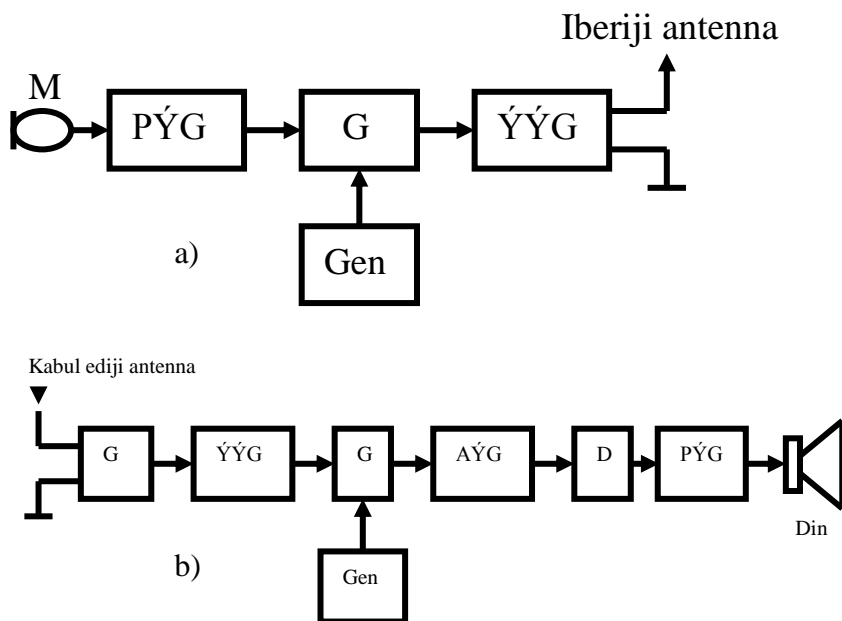 Iberiji antenna
M
PÝG
G
ÝÝG
Gen
a)
Kabul ediji antenna
G
ÝÝG
G
AÝG
D
PÝG
Din
Gen
b)